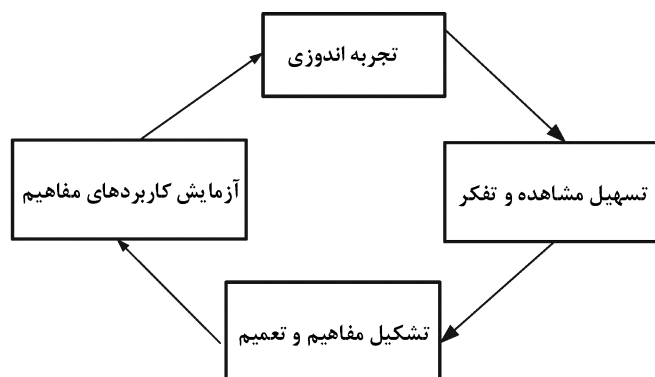 تجربه اندوزی
تسهیل مشاهده و تفکر
تشکیل مفاهیم و تعمیم
آزمایش کاربردهای مفاهیم